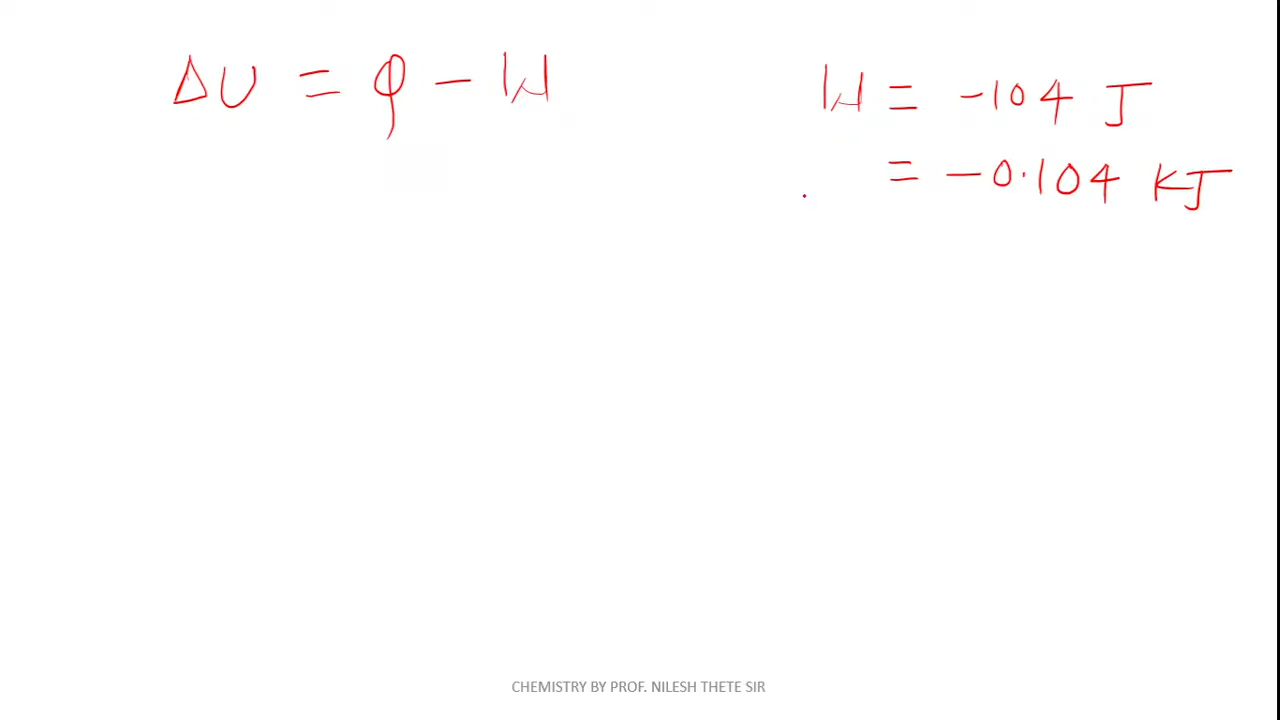 ΔU = φ - W
W = -104 J
= -0.104 KJ
CHEMISTRY BY PROF. NILESH THETE SIR